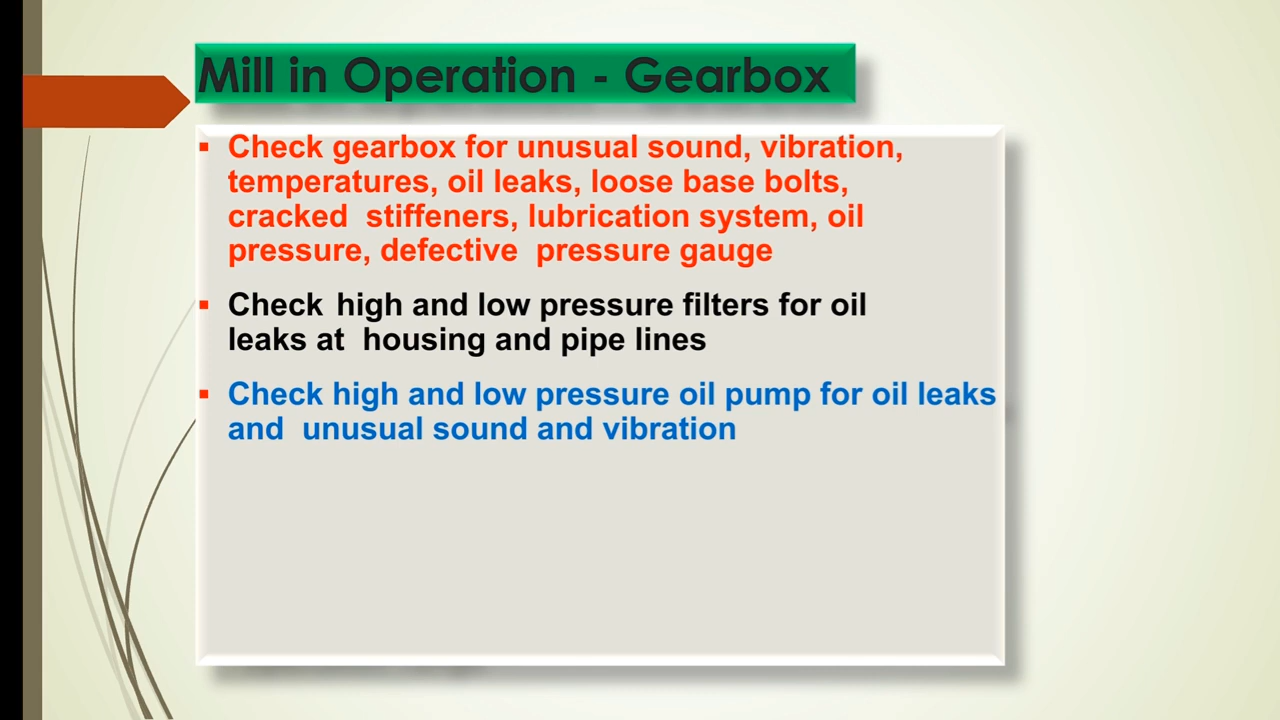 Mill in Operation - Gearbox
▪ Check gearbox for unusual sound, vibration,
temperatures, oil leaks, loose base bolts,
cracked stiffeners, lubrication system, oil
pressure, defective pressure gauge
▪ Check high and low pressure filters for oil
leaks at housing and pipe lines
▪ Check high and low pressure oil pump for oil leaks
and unusual sound and vibration